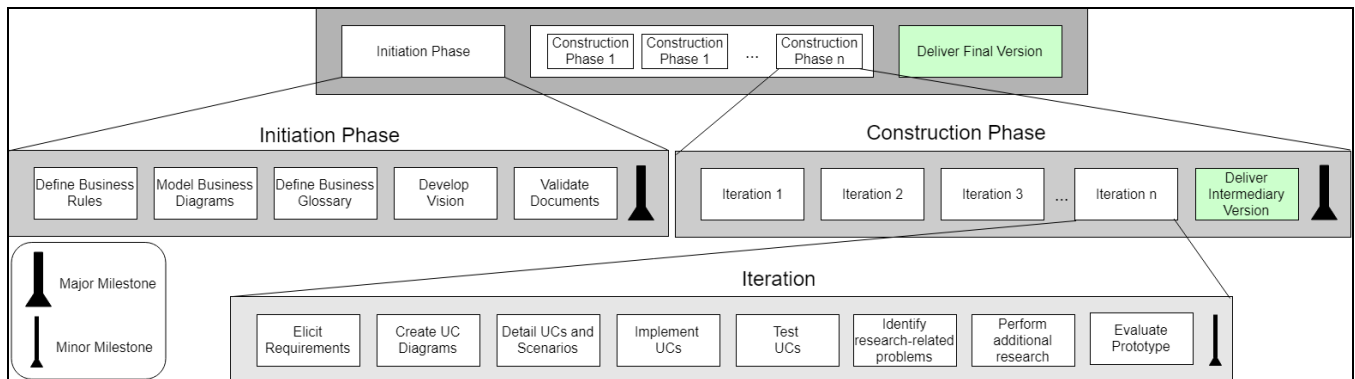 Initiation Phase
Construction
Phase 1
Construction
Phase 1
...
Construction
Phase n
Deliver Final Version
Initiation Phase
Construction Phase
Define Business
Rules
Model Business
Diagrams
Define Business
Glossary
Develop
Vision
Validate
Documents
Iteration 1
Iteration 2
Iteration 3
...
Iteration n
Deliver
Intermediary
Version
Major Milestone
Minor Milestone
Iteration
Elicit
Requirements
Create UC
Diagrams
Detail UCs and
Scenarios
Implement
UCs
Test
UCs
Identify
research-related
problems
Perform
additional
research
Evaluate
Prototype